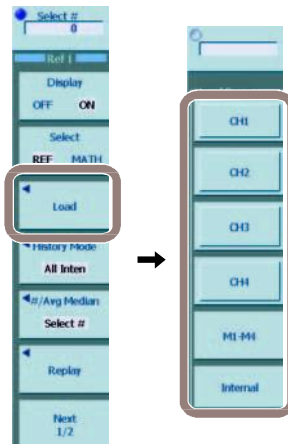 Select #
0
Ref 1
Display
OFF ON
Select
REF MATH
Load
History Mode
All Inten
#/Avg Median
Select #
Replay
Next
1/2
CH1
CH2
CH3
CH4
M1-M4
Internal